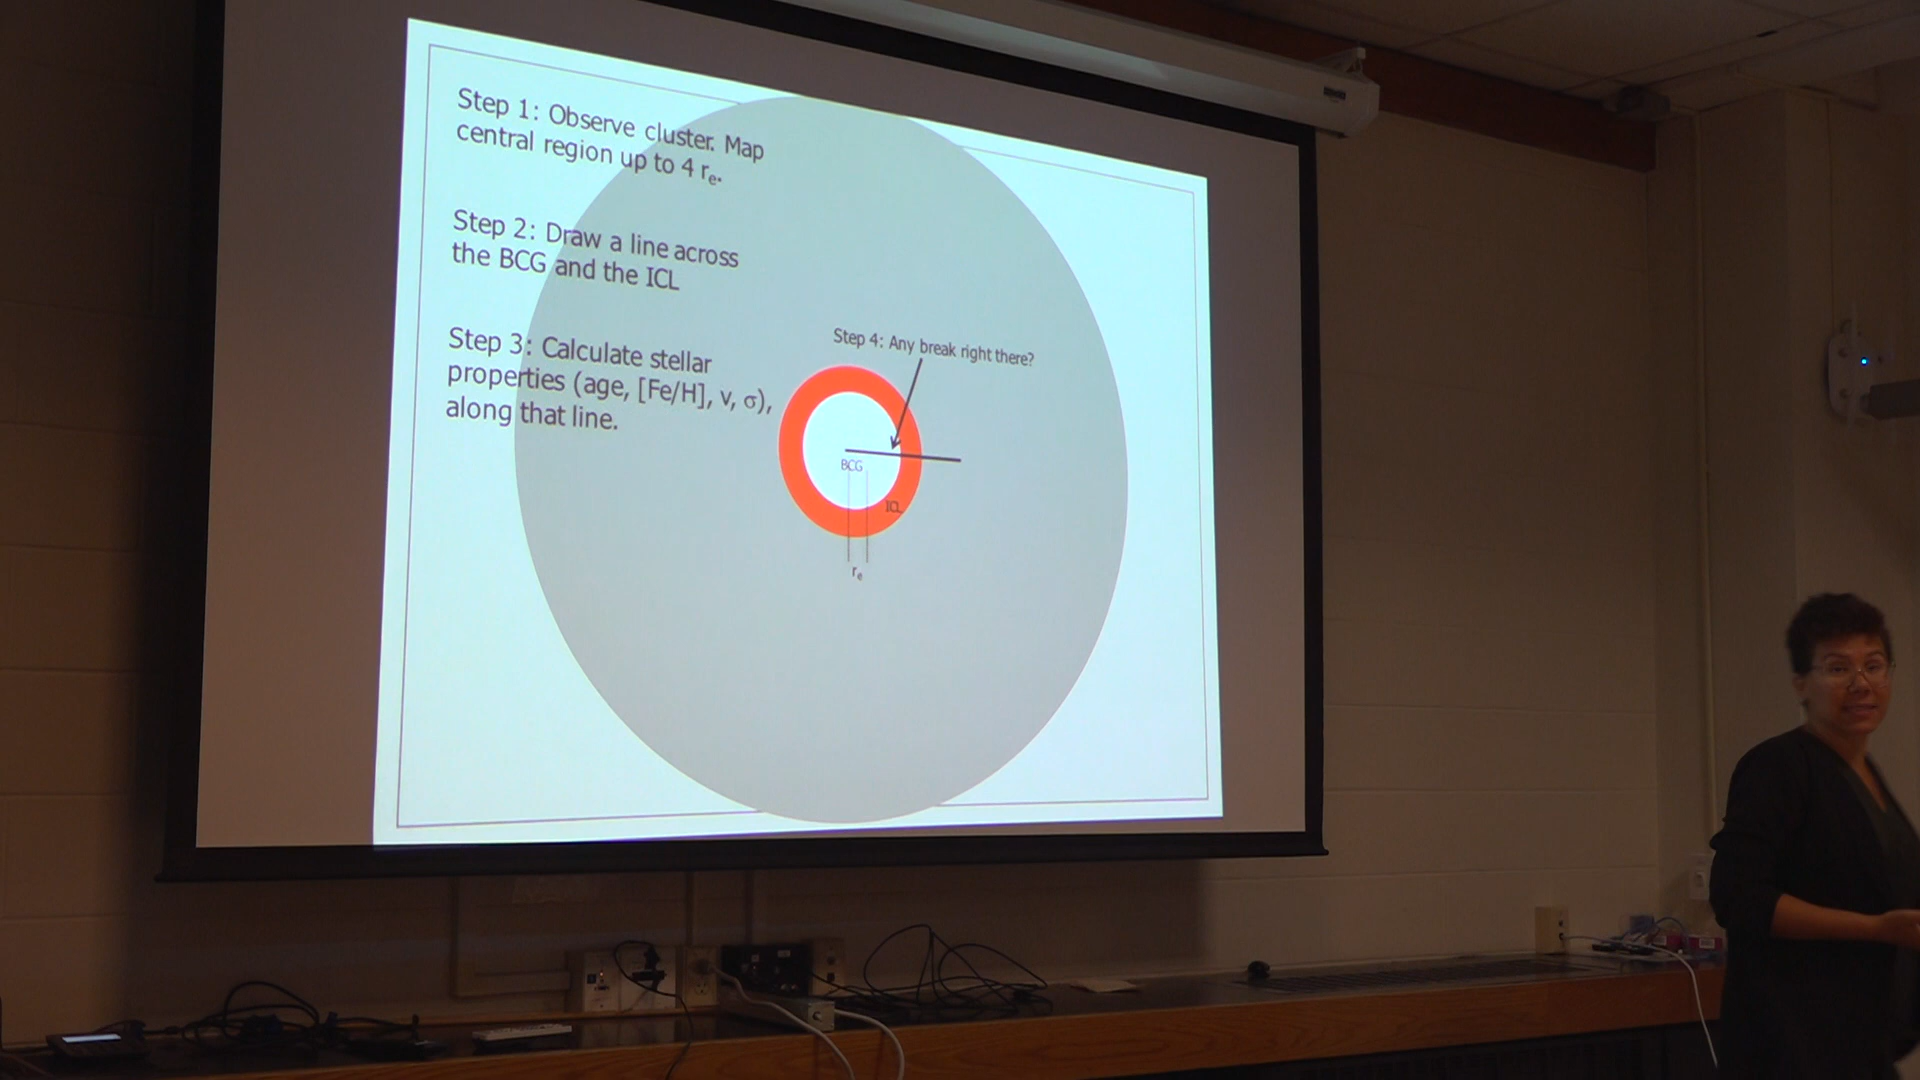 Step 1: Observe cluster. Map
central region up to 4 rₑ.
Step 2: Draw a line across
the BCG and the ICL
Step 3: Calculate stellar
properties (age, [Fe/H], v, σ),
along that line.
Step 4: Any break right there?
BCG
ICL
rₑ